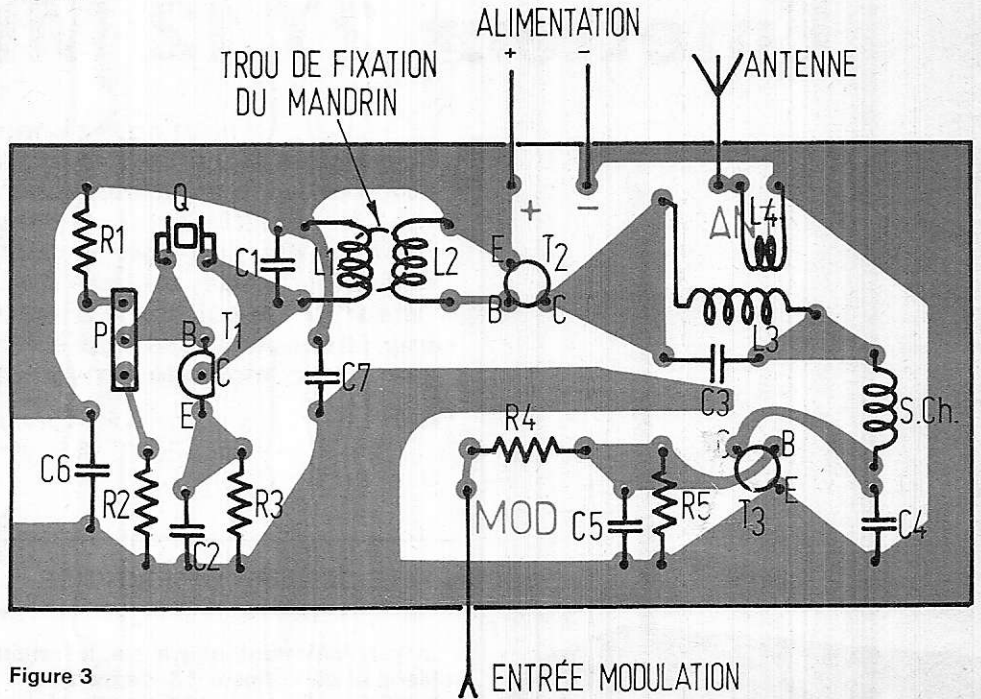 ALIMENTATION
+ -
TROU DE FIXATION
DU MANDRIN
ANTENNE
Q
R1
C1
L1
L2
+ -
E
T2
B
C
ANT
L4
P
B
T1
C
E
C7
L3
C3
S.Ch.
R4
C
B
E
T3
C6
R2
C2
R3
MOD
C5
R5
C4
Figure 3
ENTRÉE MODULATION